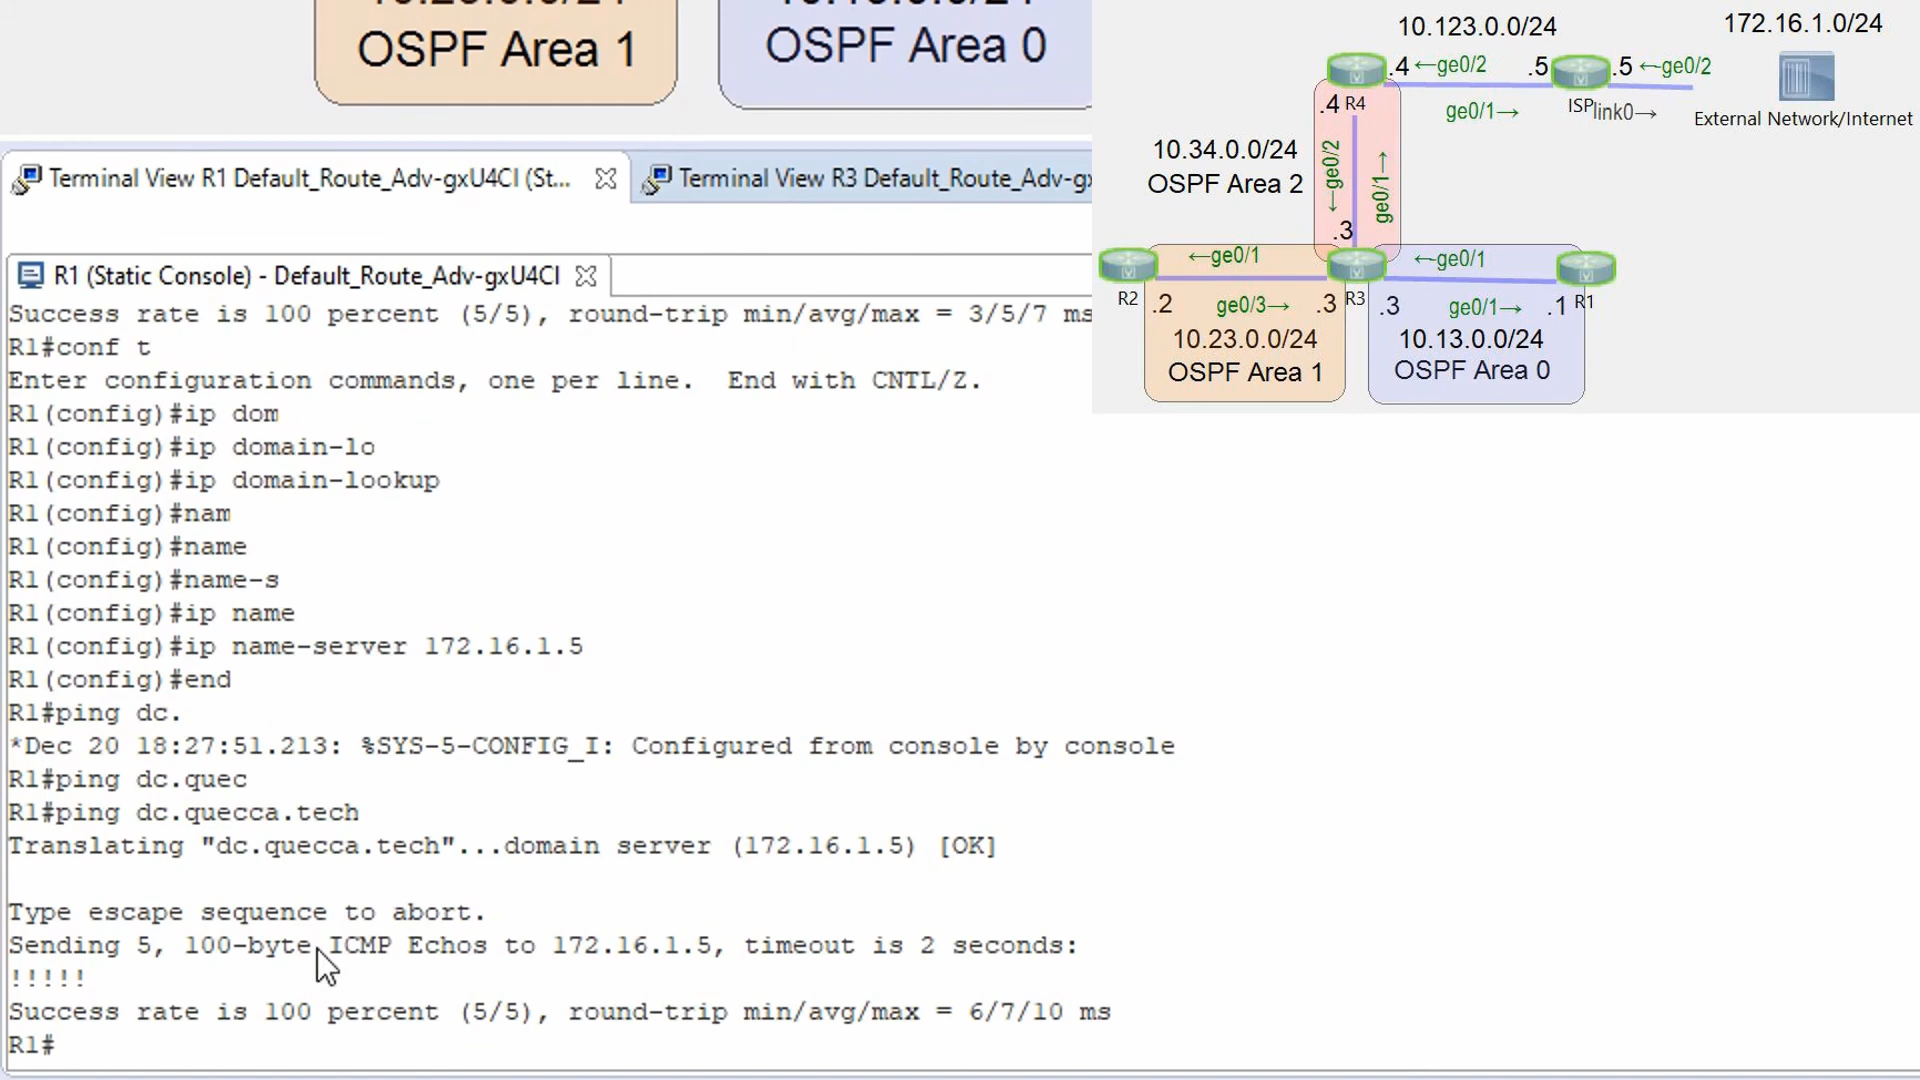 OSPF Area 1
OSPF Area 0
Terminal View R1 Default_Route_Adv-gxU4CI (St...
Terminal View R3 Default_Route_Adv-gx
R1 (Static Console) - Default_Route_Adv-gxU4CI
Success rate is 100 percent (5/5), round-trip min/avg/max = 3/5/7 ms
R1#conf t
Enter configuration commands, one per line.  End with CNTL/Z.
R1(config)#ip dom
R1(config)#ip domain-lo
R1(config)#ip domain-lookup
R1(config)#nam
R1(config)#name
R1(config)#name-s
R1(config)#ip name
R1(config)#ip name-server 172.16.1.5
R1(config)#end
R1#ping dc.
*Dec 20 18:27:51.213: %SYS-5-CONFIG_I: Configured from console by console
R1#ping dc.quec
R1#ping dc.quecca.tech
Translating "dc.quecca.tech"...domain server (172.16.1.5) [OK]
Type escape sequence to abort.
Sending 5, 100-byte ICMP Echos to 172.16.1.5, timeout is 2 seconds:
!!!!!
Success rate is 100 percent (5/5), round-trip min/avg/max = 6/7/10 ms
R1#
10.123.0.0/24
172.16.1.0/24
.4 ←ge0/2 .5 .5 ←ge0/2
.4 R4 ge0/1→ ISP link0→
External Network/Internet
10.34.0.0/24
OSPF Area 2
←ge0/2
ge0/1→
.3
←ge0/1 ←ge0/1
R2 .2 ge0/3→ .3 R3 .3 ge0/1→ .1 R1
10.23.0.0/24
OSPF Area 1
10.13.0.0/24
OSPF Area 0